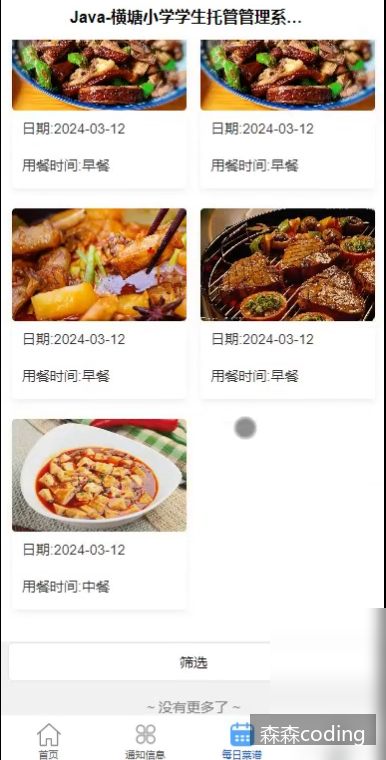 Java-横塘小学学生托管管理系...
日期:2024-03-12
日期:2024-03-12
用餐时间:早餐
用餐时间:早餐
日期:2024-03-12
日期:2024-03-12
用餐时间:早餐
用餐时间:早餐
日期:2024-03-12
用餐时间:中餐
筛选
~ 没有更多了 ~
首页
通知信息
每日菜谱
森森coding